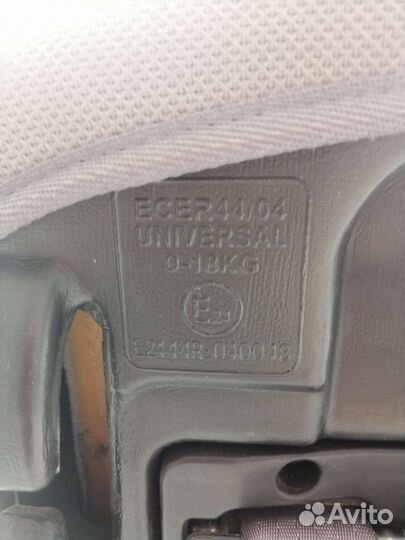 ECER44/04
UNIVERSAL
0-18KG
E24
E2444R-040048
Avito